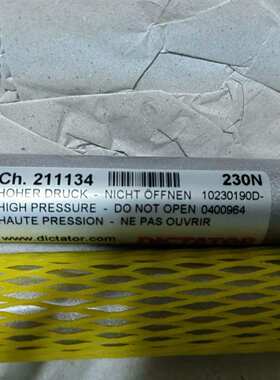 Ch. 211134 230N
HOHER DRUCK - NICHT ÖFFNEN 10230190D-
HIGH PRESSURE - DO NOT OPEN 0400964
HAUTE PRESSION - NE PAS OUVRIR
www.dictator.com DICTATOR